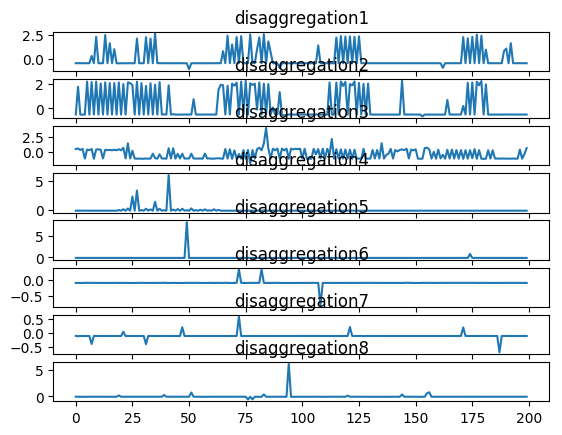 disaggregation1
2.5
0.0
disaggregation2
2
0
disaggregation3
2.5
0.0
disaggregation4
5
0
disaggregation5
5
0
disaggregation6
0.0
−0.5
disaggregation7
0.5
0.0
−0.5
disaggregation8
5
0
0 25 50 75 100 125 150 175 200